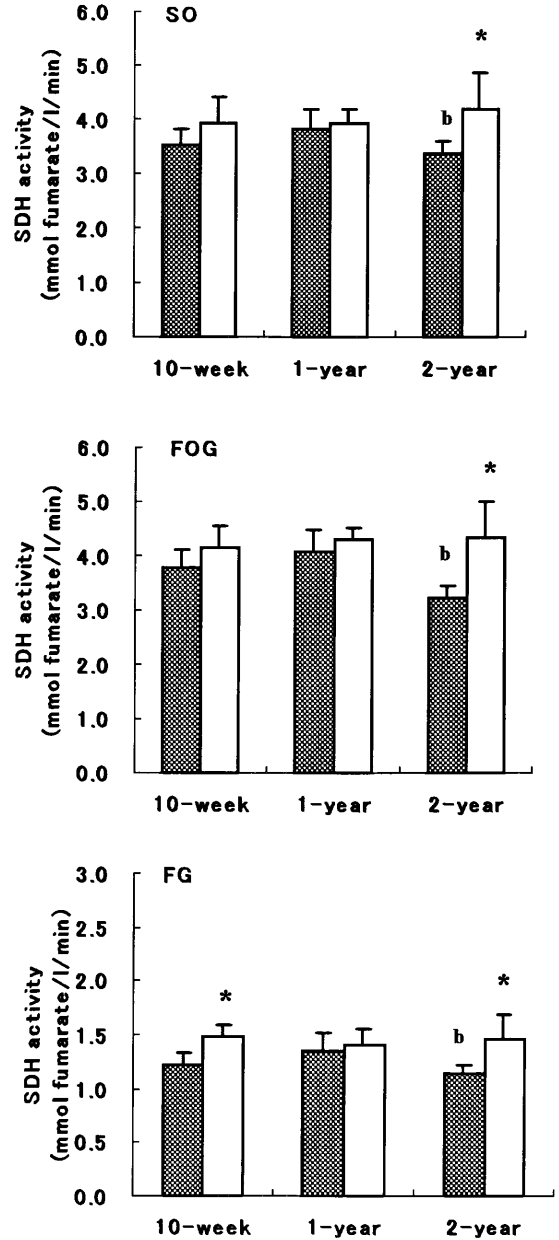 SO
6.0
*
5.0
b
4.0
3.0
2.0
1.0
0.0
SDH activity
(mmol fumarate/l/min)
10-week 1-year 2-year
FOG
6.0
*
5.0
b
4.0
3.0
2.0
1.0
0.0
SDH activity
(mmol fumarate/l/min)
10-week 1-year 2-year
FG
3.0
2.5
2.0
* *
1.5
b
1.0
0.5
0.0
SDH activity
(mmol fumarate/l/min)
10-week 1-year 2-year